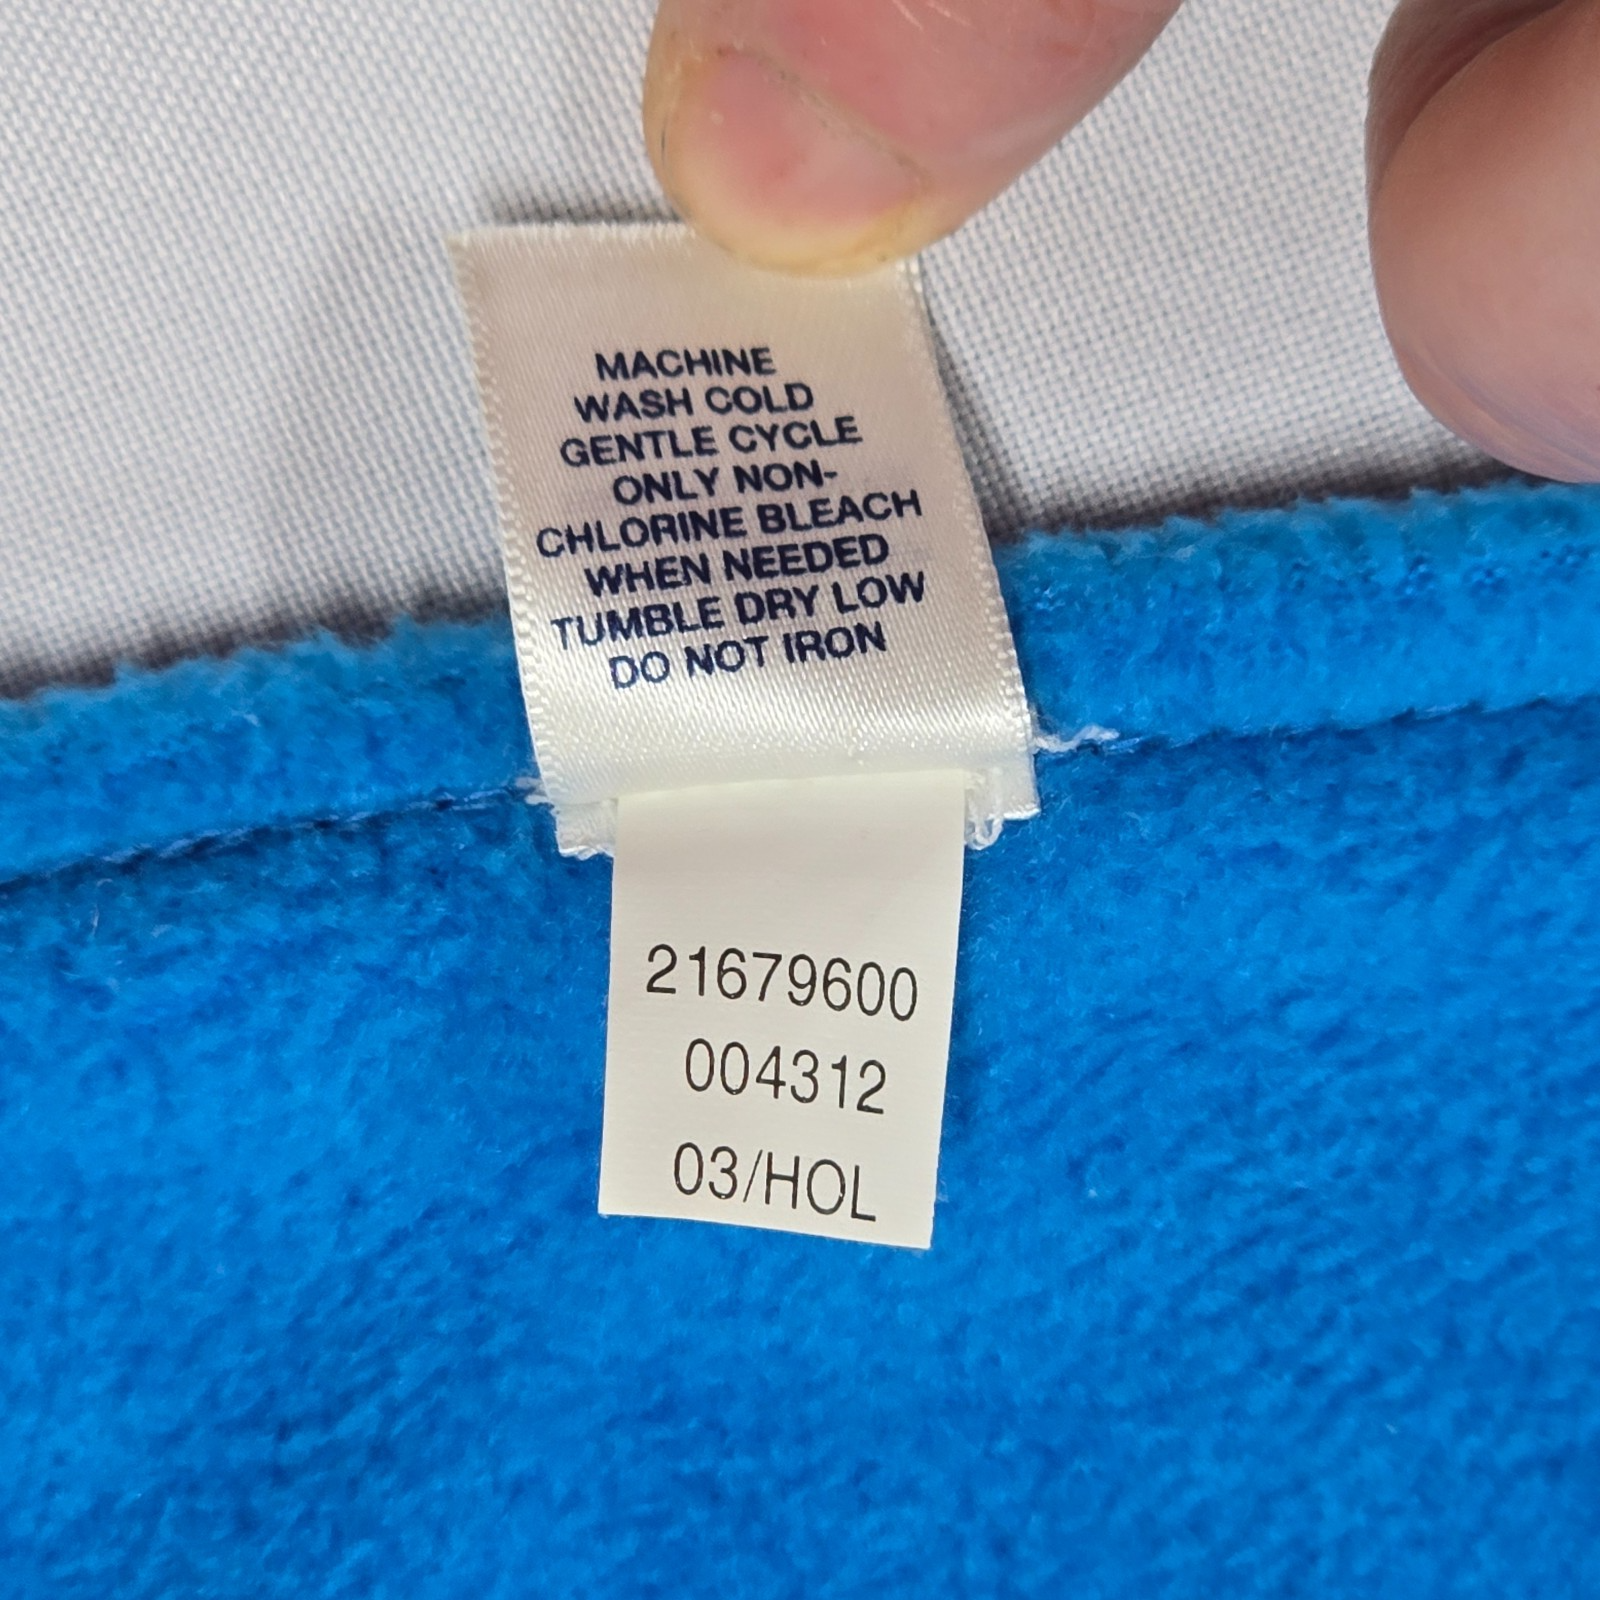 MACHINE
WASH COLD
GENTLE CYCLE
ONLY NON-
CHLORINE BLEACH
WHEN NEEDED
TUMBLE DRY LOW
DO NOT IRON
21679600
004312
03/HOL